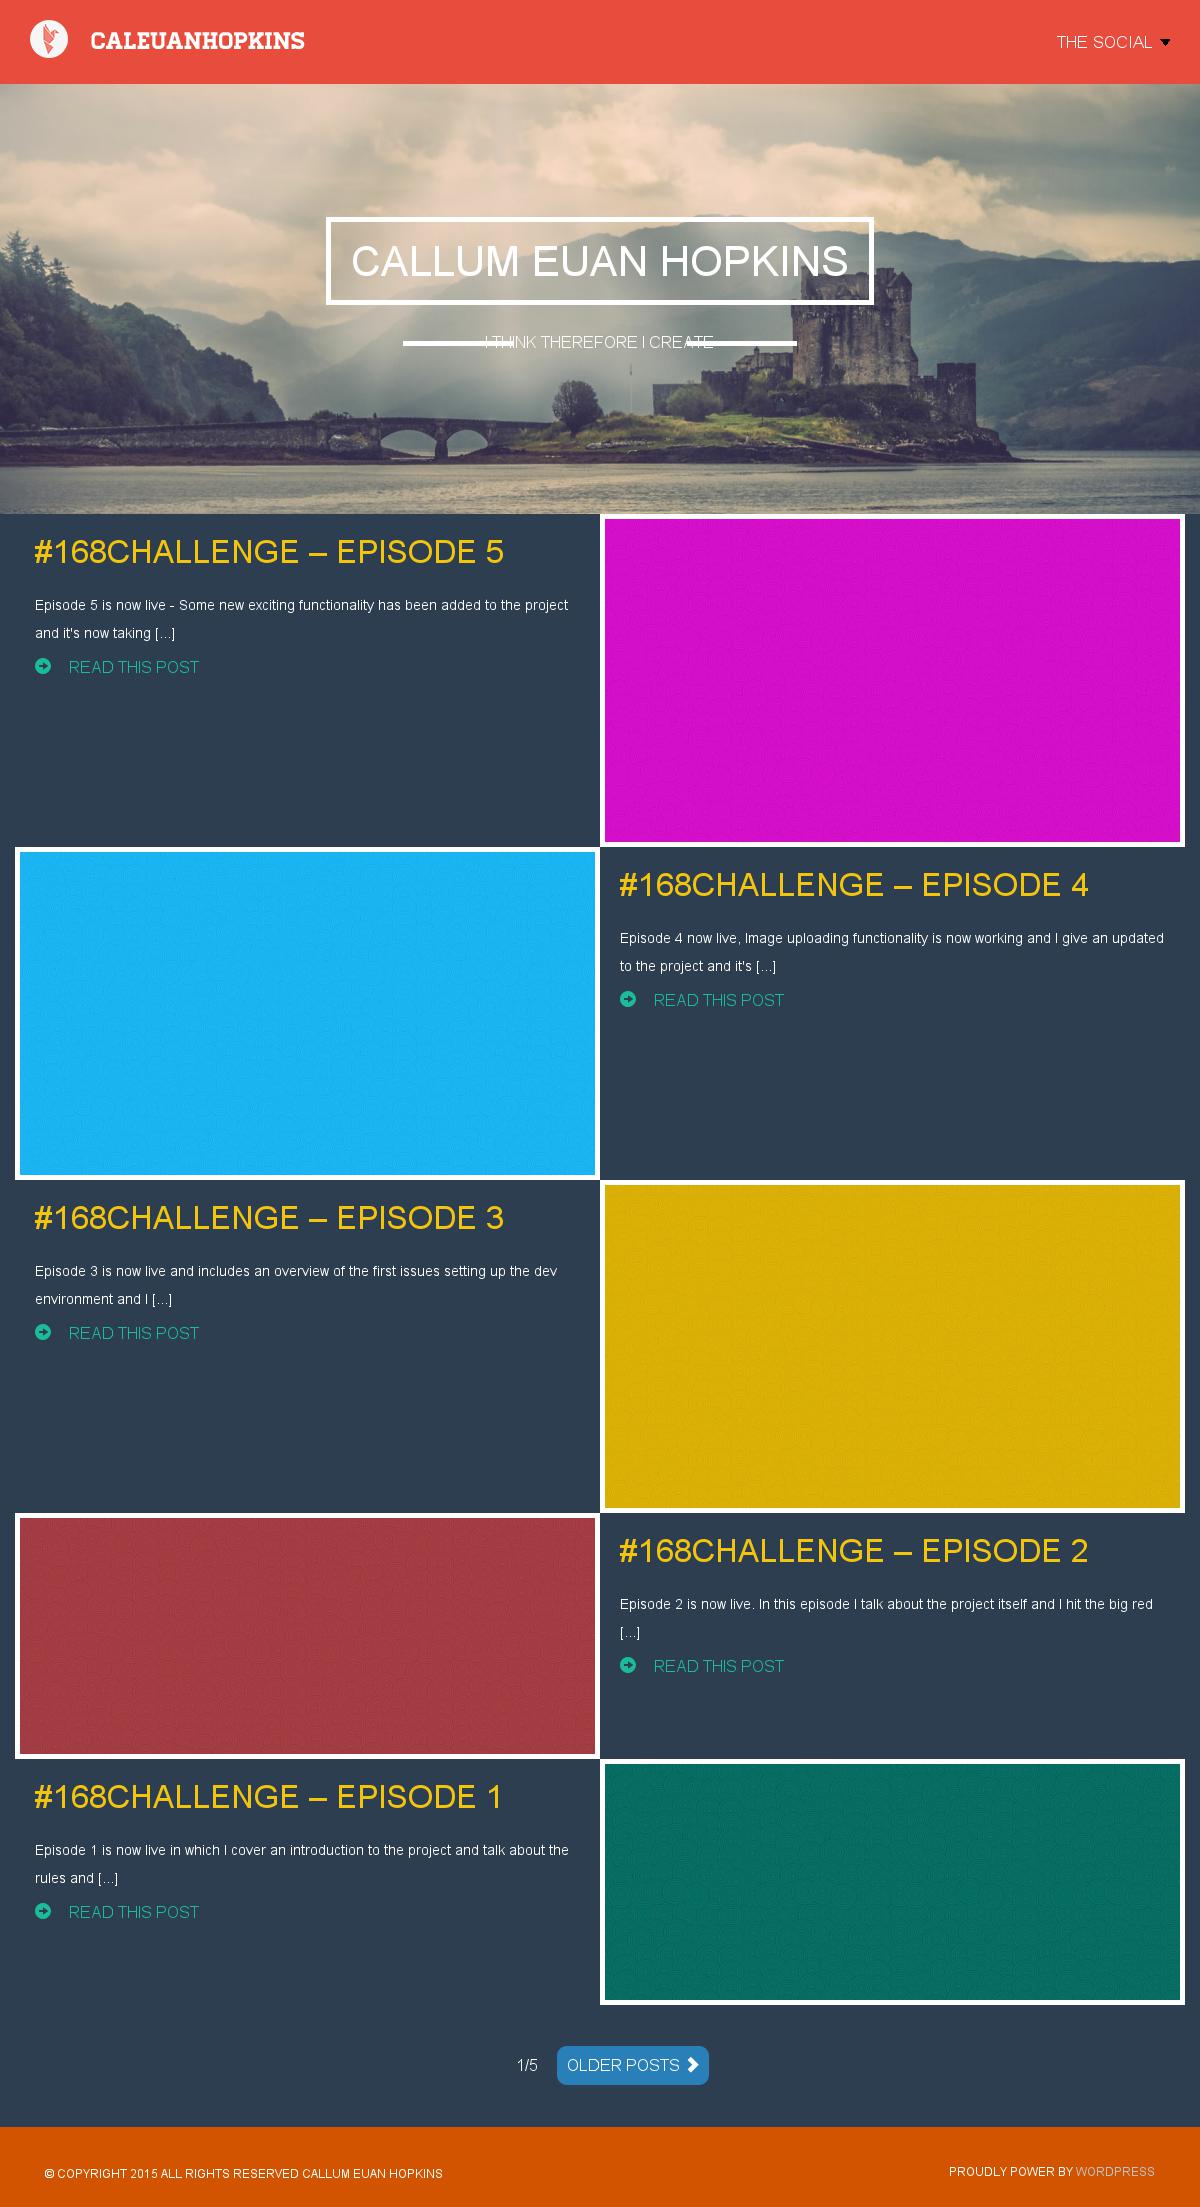 CALEUANHOPKINS
THE SOCIAL
CALLUM EUAN HOPKINS
I THINK THEREFORE I CREATE
#168CHALLENGE – EPISODE 5
Episode 5 is now live - Some new exciting functionality has been added to the project
and it's now taking [...]
READ THIS POST
#168CHALLENGE – EPISODE 4
Episode 4 now live, Image uploading functionality is now working and I give an updated
to the project and it's [...]
READ THIS POST
#168CHALLENGE – EPISODE 3
Episode 3 is now live and includes an overview of the first issues setting up the dev
environment and I [...]
READ THIS POST
#168CHALLENGE – EPISODE 2
Episode 2 is now live. In this episode I talk about the project itself and I hit the big red
[...]
READ THIS POST
#168CHALLENGE – EPISODE 1
Episode 1 is now live in which I cover an introduction to the project and talk about the
rules and [...]
READ THIS POST
1/5
OLDER POSTS
© COPYRIGHT 2015 ALL RIGHTS RESERVED CALLUM EUAN HOPKINS
PROUDLY POWER BY WORDPRESS